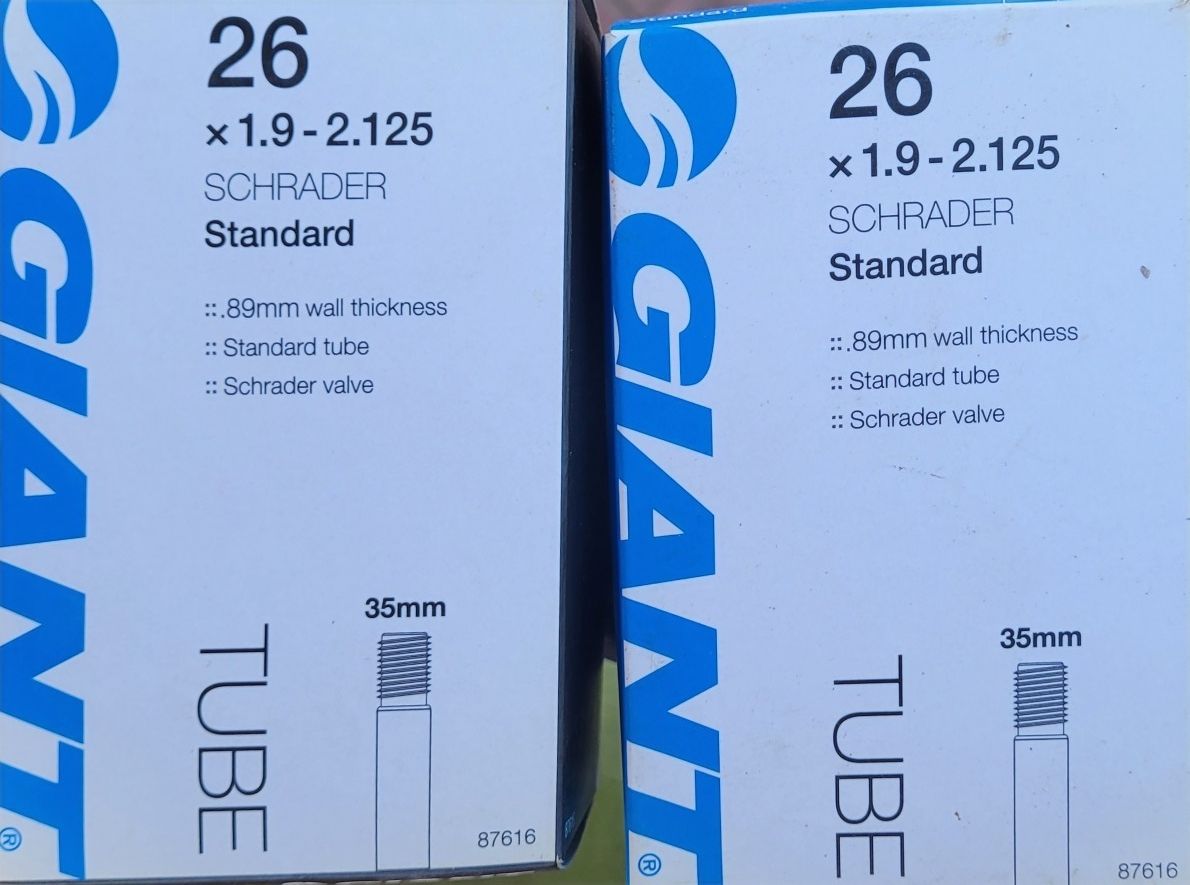 26
× 1.9 - 2.125
SCHRADER
Standard
:: .89mm wall thickness
:: Standard tube
:: Schrader valve
35mm
TUBE
87616
GIANT®
Standard
26
× 1.9 - 2.125
SCHRADER
Standard
:: .89mm wall thickness
:: Standard tube
:: Schrader valve
35mm
TUBE
87616
GIANT®